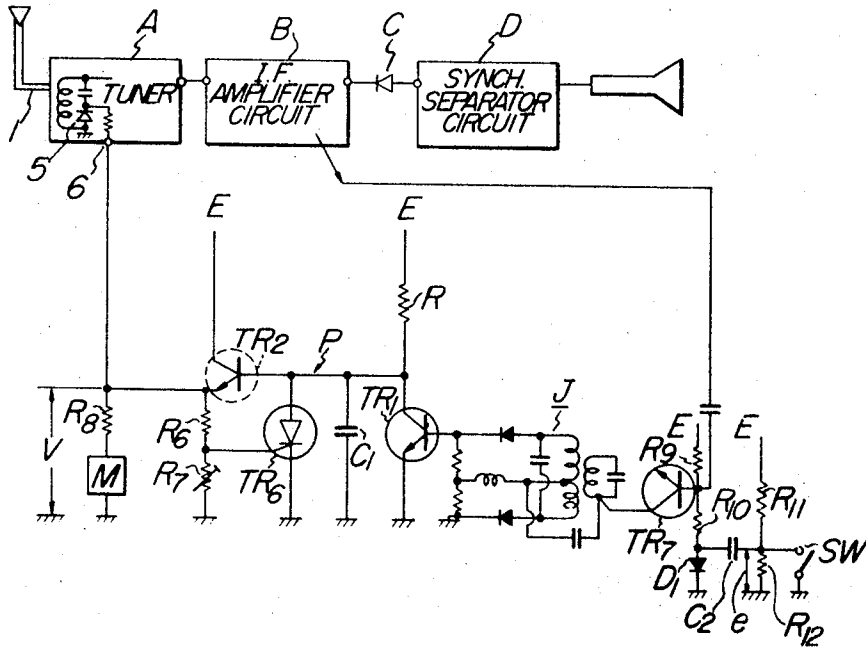 A
B
C
D
TUNER
I.F.
AMPLIFIER
CIRCUIT
SYNCH.
SEPARATOR
CIRCUIT
1
5
6
E
E
R
TR2
P
J
TR1
R8
R6
C1
E
E
V
R9
M
R7
TR6
R10
R11
TR7
SW
D1
C2
e
R12